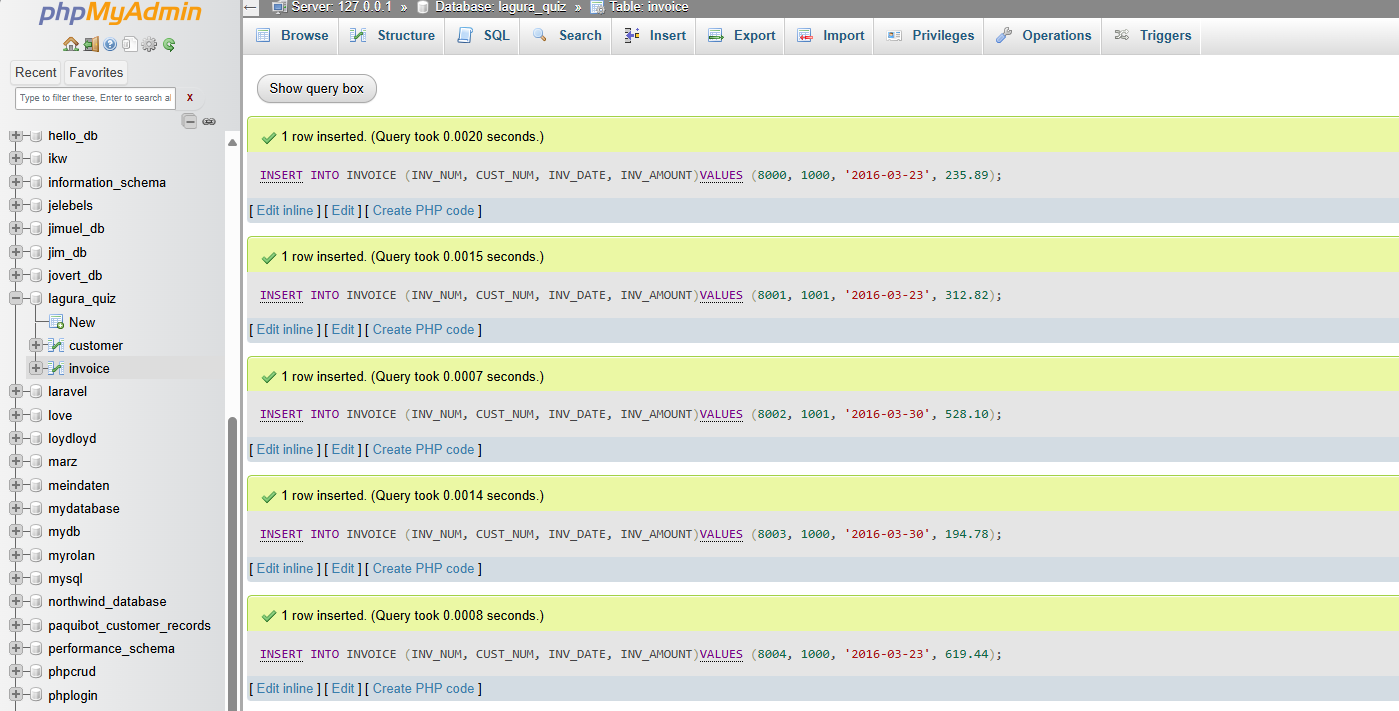 phpMyAdmin
Recent Favorites
Type to filter these, Enter to search al X
hello_db
ikw
information_schema
jelebels
jimuel_db
jim_db
jovert_db
lagura_quiz
New
customer
invoice
laravel
love
loydloyd
marz
meindaten
mydatabase
mydb
myrolan
mysql
northwind_database
paquibot_customer_records
performance_schema
phpcrud
phplogin
Server: 127.0.0.1 » Database: lagura_quiz » Table: invoice
Browse Structure SQL Search Insert Export Import Privileges Operations Triggers
Show query box
1 row inserted. (Query took 0.0020 seconds.)
INSERT INTO INVOICE (INV_NUM, CUST_NUM, INV_DATE, INV_AMOUNT)VALUES (8000, 1000, '2016-03-23', 235.89);
[ Edit inline ] [ Edit ] [ Create PHP code ]
1 row inserted. (Query took 0.0015 seconds.)
INSERT INTO INVOICE (INV_NUM, CUST_NUM, INV_DATE, INV_AMOUNT)VALUES (8001, 1001, '2016-03-23', 312.82);
[ Edit inline ] [ Edit ] [ Create PHP code ]
1 row inserted. (Query took 0.0007 seconds.)
INSERT INTO INVOICE (INV_NUM, CUST_NUM, INV_DATE, INV_AMOUNT)VALUES (8002, 1001, '2016-03-30', 528.10);
[ Edit inline ] [ Edit ] [ Create PHP code ]
1 row inserted. (Query took 0.0014 seconds.)
INSERT INTO INVOICE (INV_NUM, CUST_NUM, INV_DATE, INV_AMOUNT)VALUES (8003, 1000, '2016-03-30', 194.78);
[ Edit inline ] [ Edit ] [ Create PHP code ]
1 row inserted. (Query took 0.0008 seconds.)
INSERT INTO INVOICE (INV_NUM, CUST_NUM, INV_DATE, INV_AMOUNT)VALUES (8004, 1000, '2016-03-23', 619.44);
[ Edit inline ] [ Edit ] [ Create PHP code ]